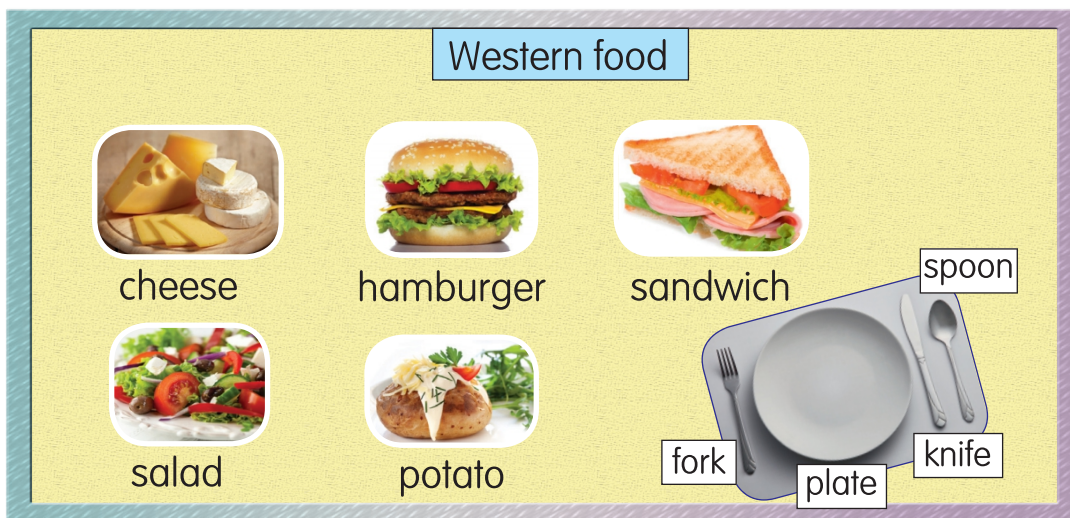 Western food
cheese
hamburger
sandwich
spoon
salad
potato
fork
plate
knife